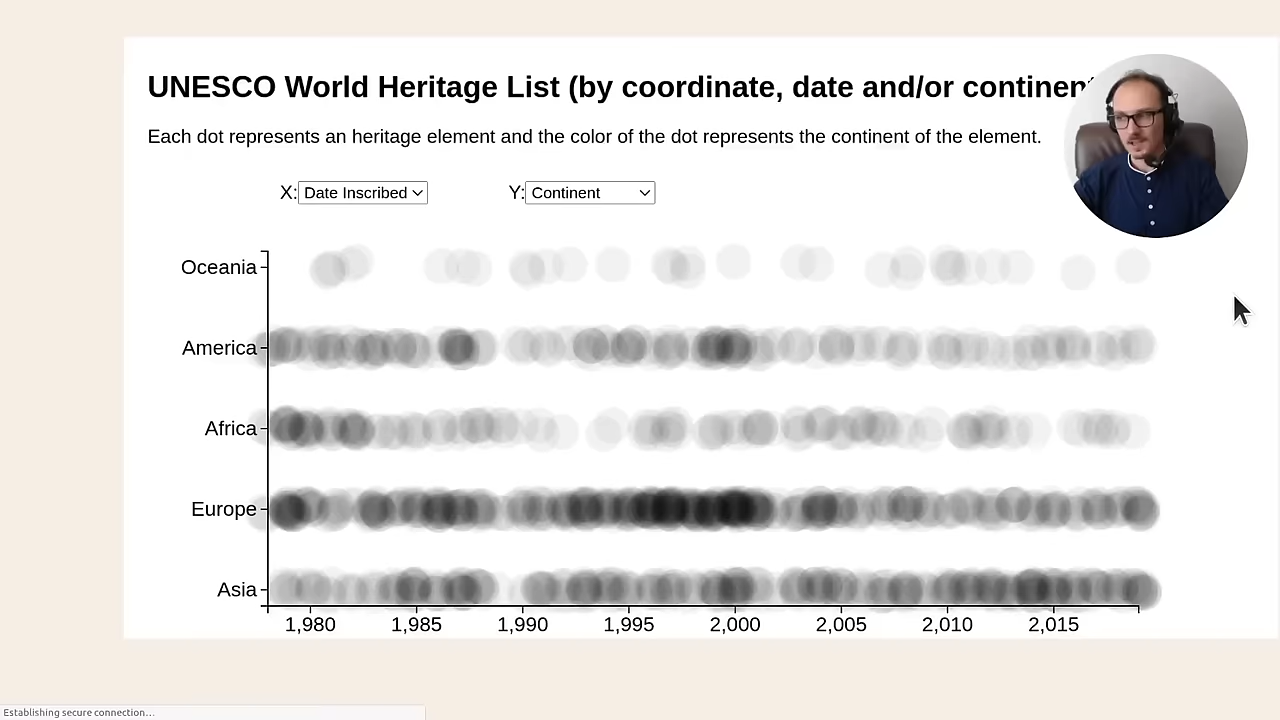 UNESCO World Heritage List (by coordinate, date and/or continent
Each dot represents an heritage element and the color of the dot represents the continent of the element.
X: Date Inscribed Y: Continent
Oceania
America
Africa
Europe
Asia
1,980 1,985 1,990 1,995 2,000 2,005 2,010 2,015
Establishing secure connection...